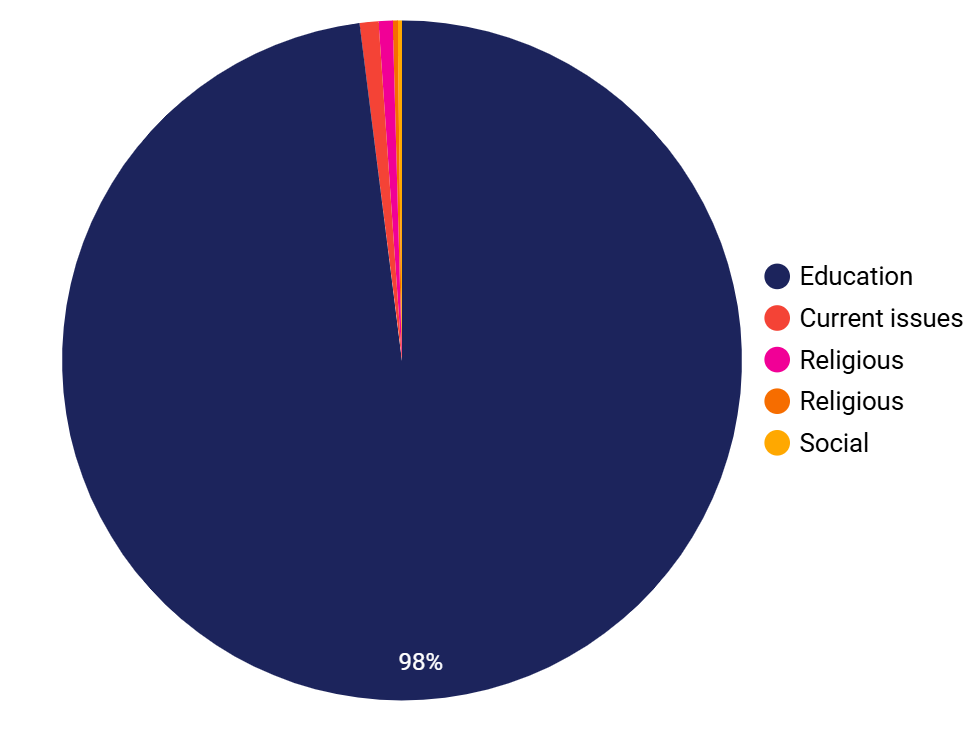 Education
Current issues
Religious
Religious
Social
98%